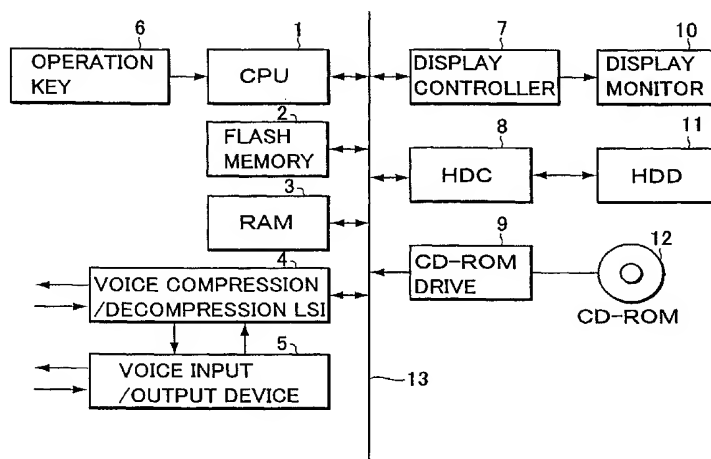 6
OPERATION
KEY
1
CPU
7
DISPLAY
CONTROLLER
10
DISPLAY
MONITOR
2
FLASH
MEMORY
8
HDC
11
HDD
3
RAM
9
CD-ROM
DRIVE
12
CD-ROM
4
VOICE COMPRESSION
/DECOMPRESSION LSI
5
VOICE INPUT
/OUTPUT DEVICE
13